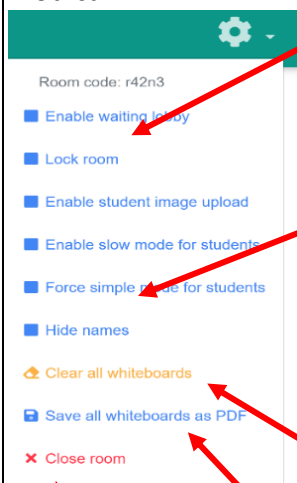 Room code: r42n3
Enable waiting lobby
Lock room
Enable student image upload
Enable slow mode for students
Force simple mode for students
Hide names
Clear all whiteboards
Save all whiteboards as PDF
Close room